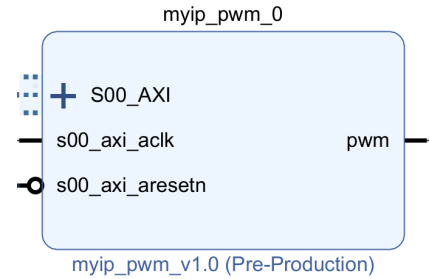 myip_pwm_0
S00_AXI
s00_axi_aclk
pwm
s00_axi_aresetn
myip_pwm_v1.0 (Pre-Production)